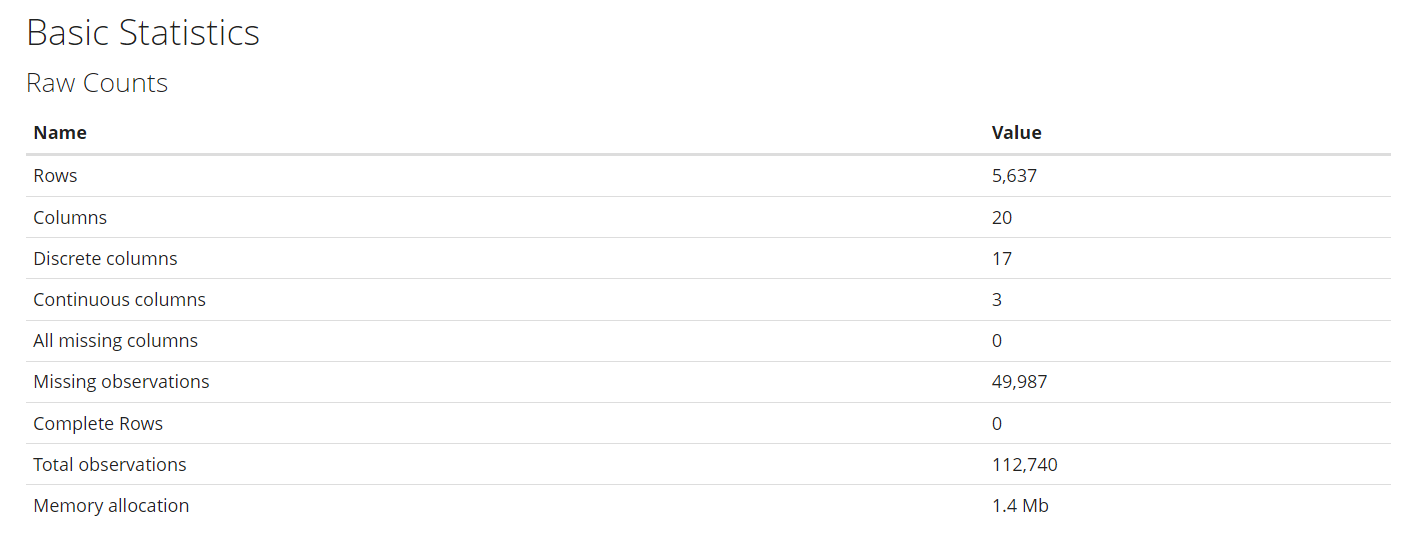 Basic Statistics
Raw Counts
Name Value
Rows 5,637
Columns 20
Discrete columns 17
Continuous columns 3
All missing columns 0
Missing observations 49,987
Complete Rows 0
Total observations 112,740
Memory allocation 1.4 Mb